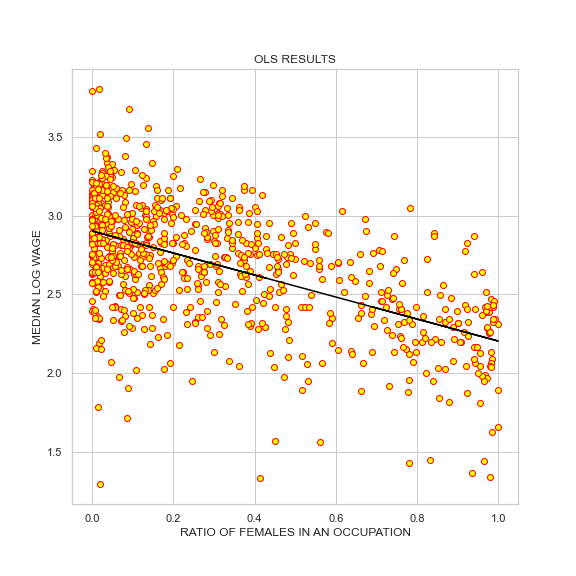 OLS RESULTS
MEDIAN LOG WAGE
3.5
3.0
2.5
2.0
1.5
0.0 0.2 0.4 0.6 0.8 1.0
RATIO OF FEMALES IN AN OCCUPATION